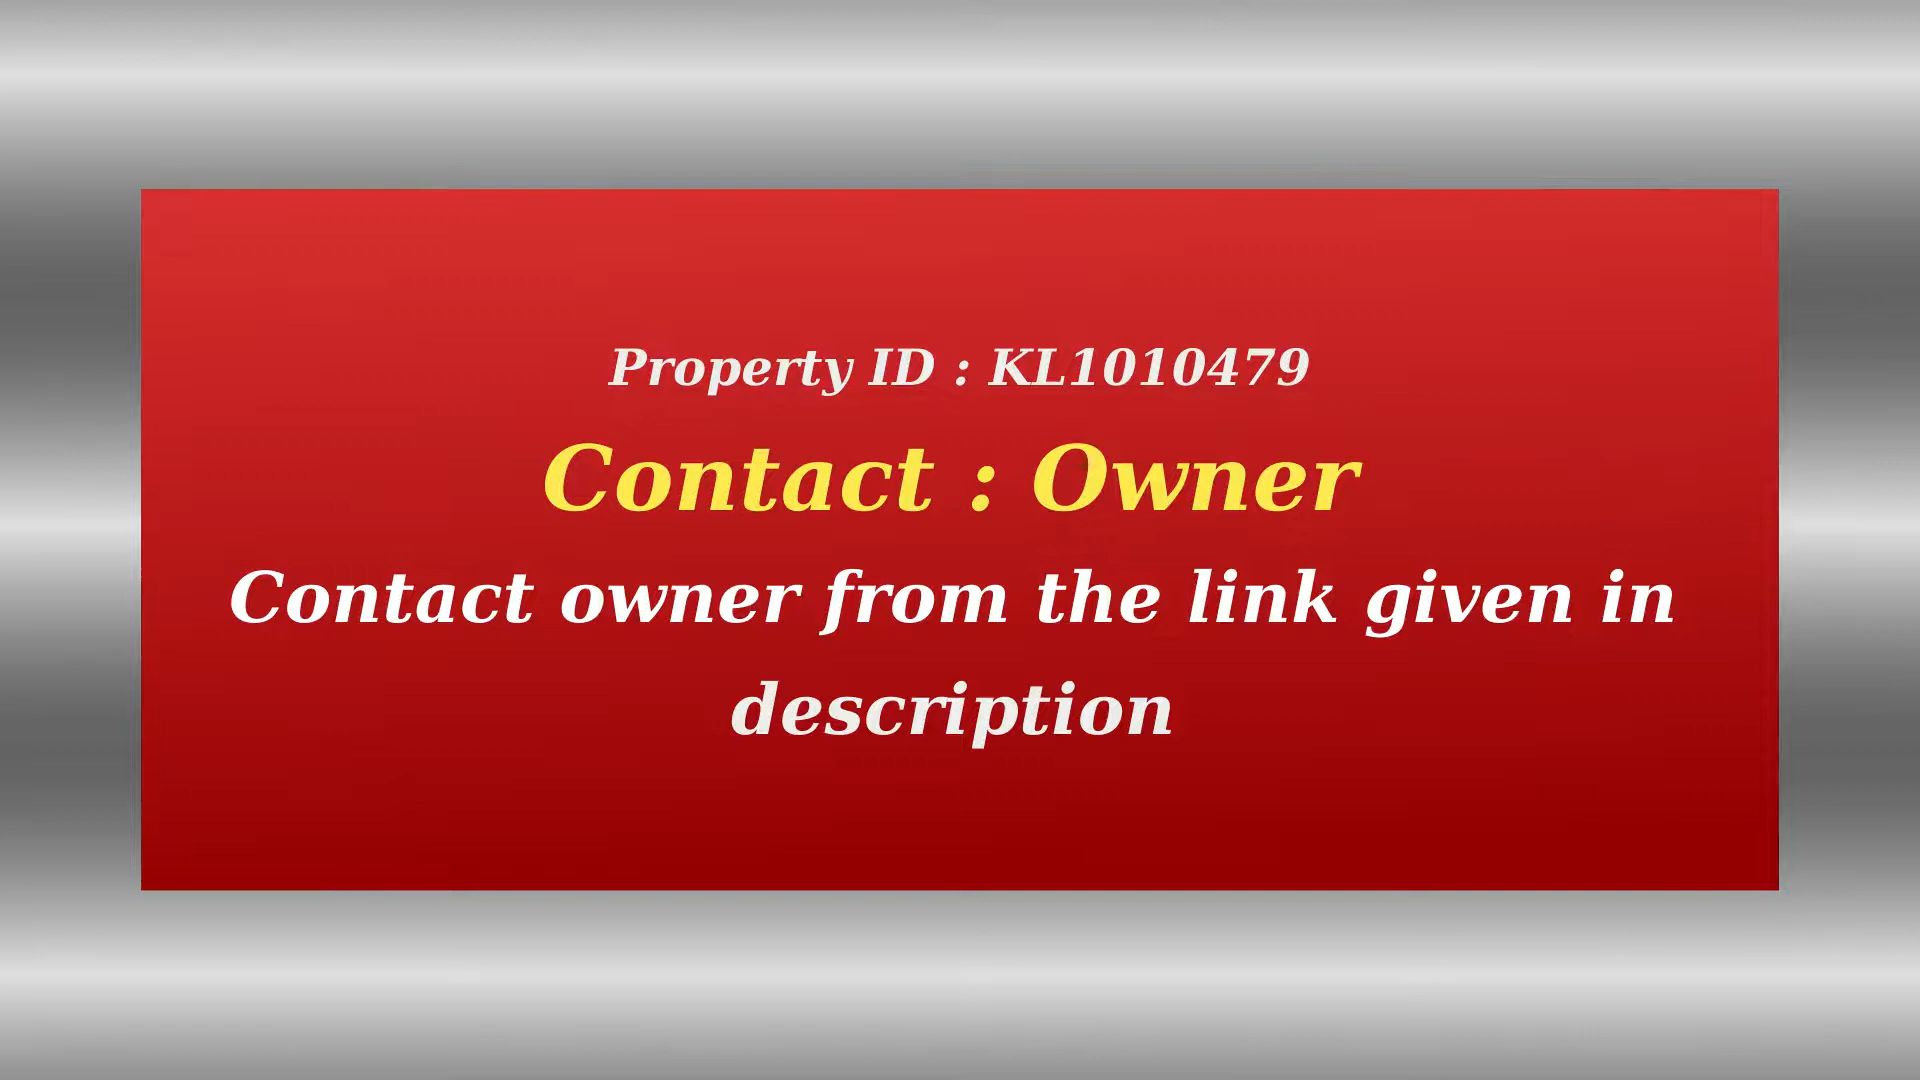 Property ID : KL1010479
Contact : Owner
Contact owner from the link given in
description